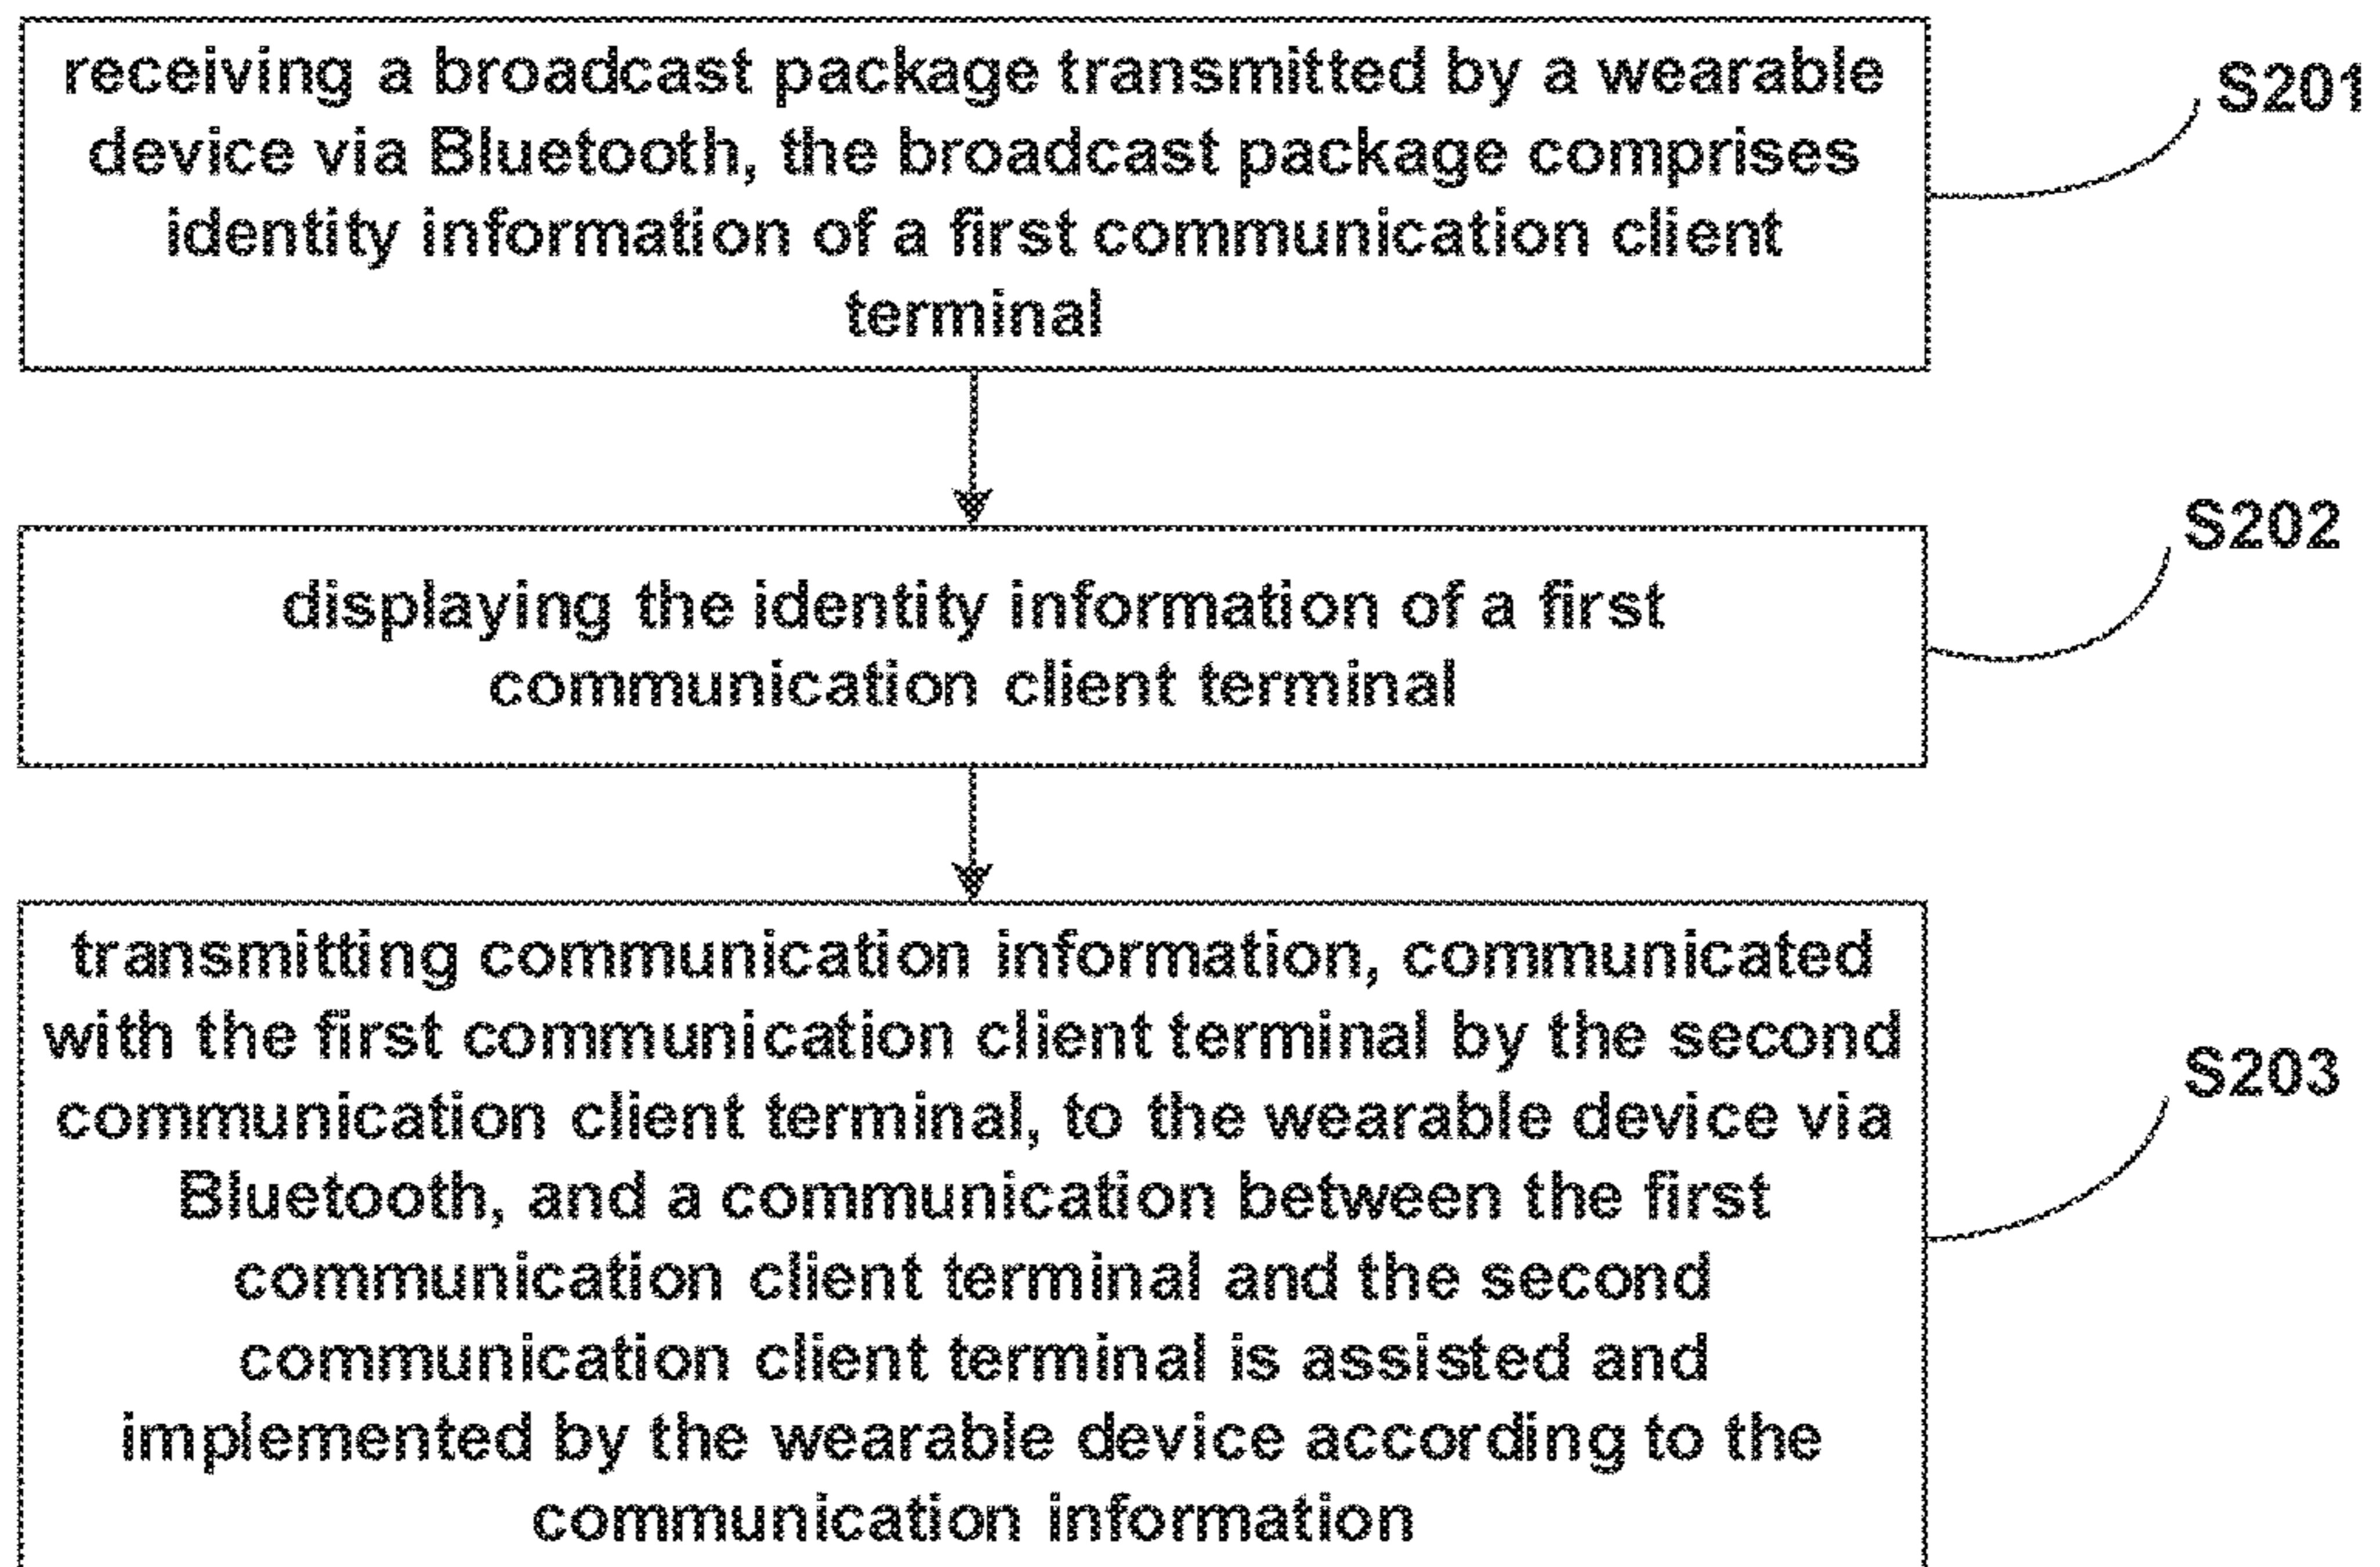 receiving a broadcast package transmitted by a wearable
device via Bluetooth, the broadcast package comprises
identity information of a first communication client
terminal
S201
displaying the identity information of a first
communication client terminal
S202
transmitting communication information, communicated
with the first communication client terminal by the second
communication client terminal, to the wearable device via
Bluetooth, and a communication between the first
communication client terminal and the second
communication client terminal is assisted and
implemented by the wearable device according to the
communication information
S203